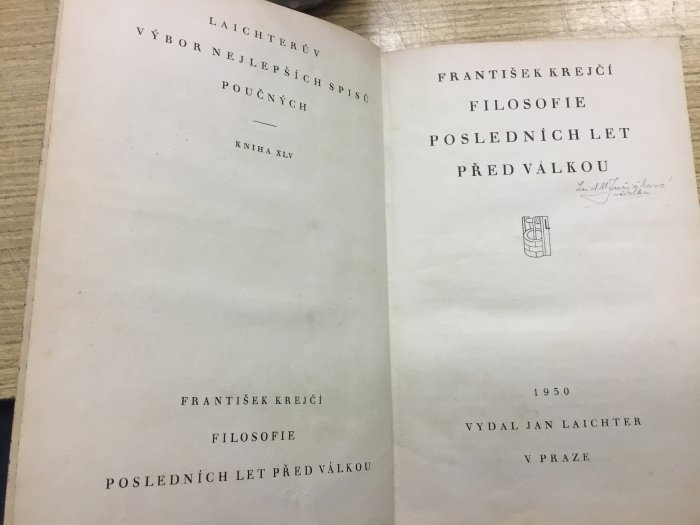 LAICHTERŮV
VÝBOR NEJLEPŠÍCH SPISŮ
POUČNÝCH
KNIHA XLV
FRANTIŠEK KREJČÍ
FILOSOFIE
POSLEDNÍCH LET PŘED VÁLKOU
FRANTIŠEK KREJČÍ
FILOSOFIE
POSLEDNÍCH LET
PŘED VÁLKOU
1930
VYDAL JAN LAICHTER
V PRAZE